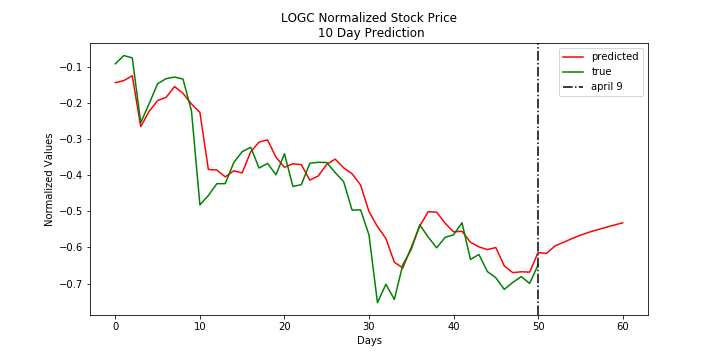 LOGC Normalized Stock Price
10 Day Prediction
predicted
true
april 9
Normalized Values
−0.1
−0.2
−0.3
−0.4
−0.5
−0.6
−0.7
0
10
20
30
40
50
60
Days